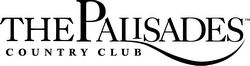 THE PALISADES™
COUNTRY CLUB